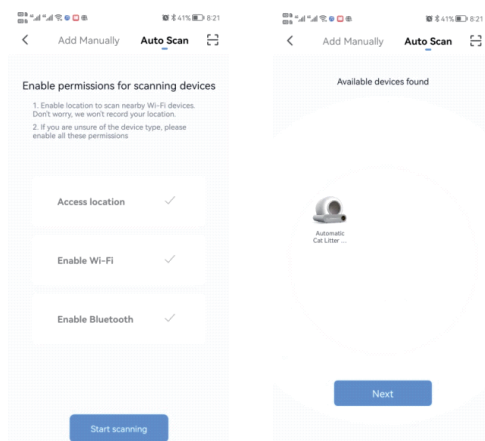 41% 8:21
Add Manually Auto Scan
Enable permissions for scanning devices
1. Enable location to scan nearby Wi-Fi devices.
Don't worry, we won't record your location.
2. If you are unsure of the device type, please
enable all these permissions
Access location
Enable Wi-Fi
Enable Bluetooth
Start scanning
41% 8:21
Add Manually Auto Scan
Available devices found
Automatic
Cat Litter ...
Next